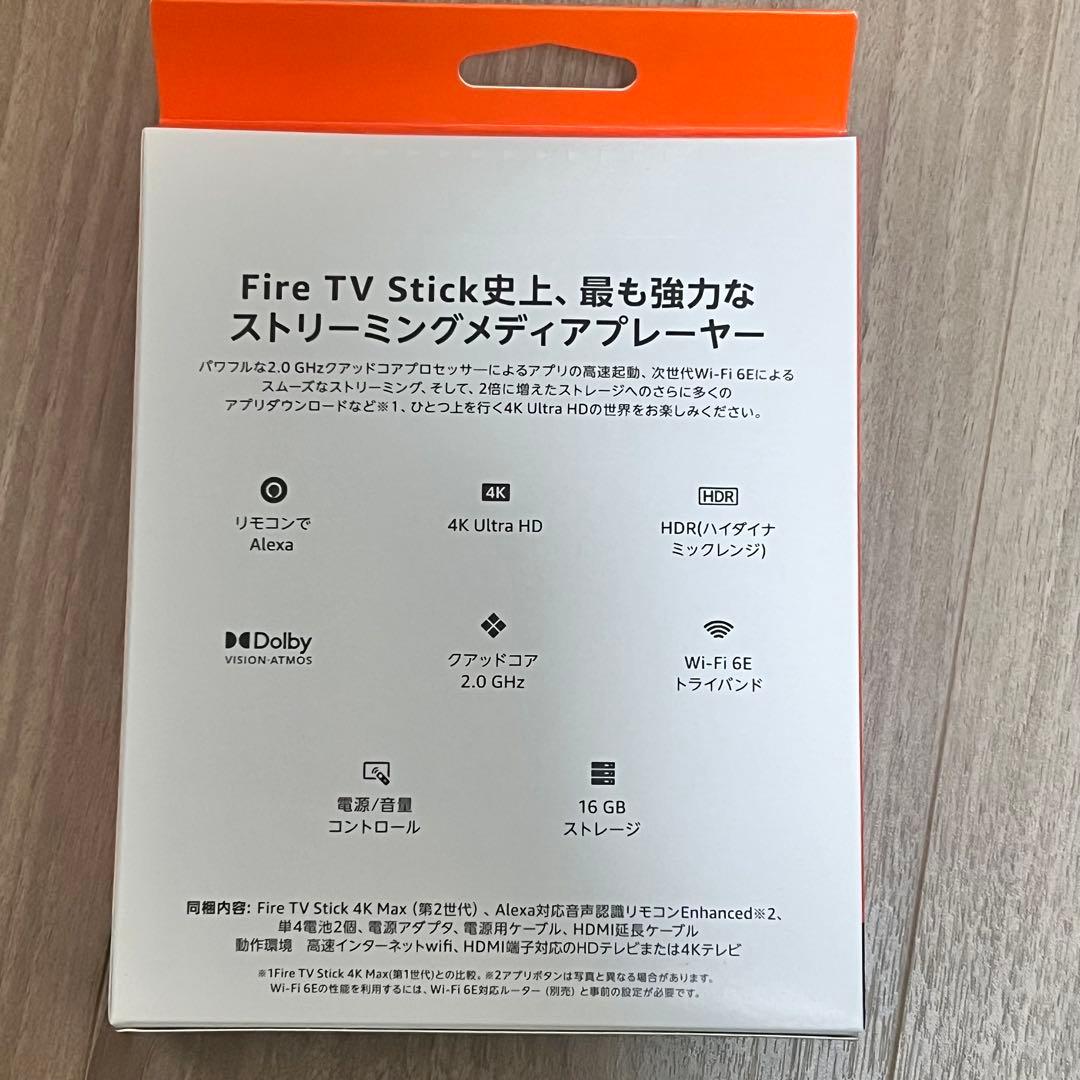 Fire TV Stick史上、最も強力な
ストリーミングメディアプレーヤー
パワフルな2.0 GHzクアッドコアプロセッサーによるアプリの高速起動、次世代Wi-Fi 6Eによる
スムーズなストリーミング、そして、2倍に増えたストレージへのさらに多くの
アプリダウンロードなど※1、ひとつ上を行く4K Ultra HDの世界をお楽しみください。
リモコンで
Alexa
4K
4K Ultra HD
HDR
HDR(ハイダイナ
ミックレンジ)
Dolby
VISION·ATMOS
クアッドコア
2.0 GHz
Wi-Fi 6E
トライバンド
電源/音量
コントロール
16 GB
ストレージ
同梱内容: Fire TV Stick 4K Max（第2世代）、Alexa対応音声認識リモコンEnhanced※2、
単4電池2個、電源アダプタ、電源用ケーブル、HDMI延長ケーブル
動作環境　高速インターネットwifi、HDMI端子対応のHDテレビまたは4Kテレビ
※1Fire TV Stick 4K Max(第1世代)との比較。※2アプリボタンは写真と異なる場合があります。
Wi-Fi 6Eの性能を利用するには、Wi-Fi 6E対応ルーター（別売）と事前の設定が必要です。